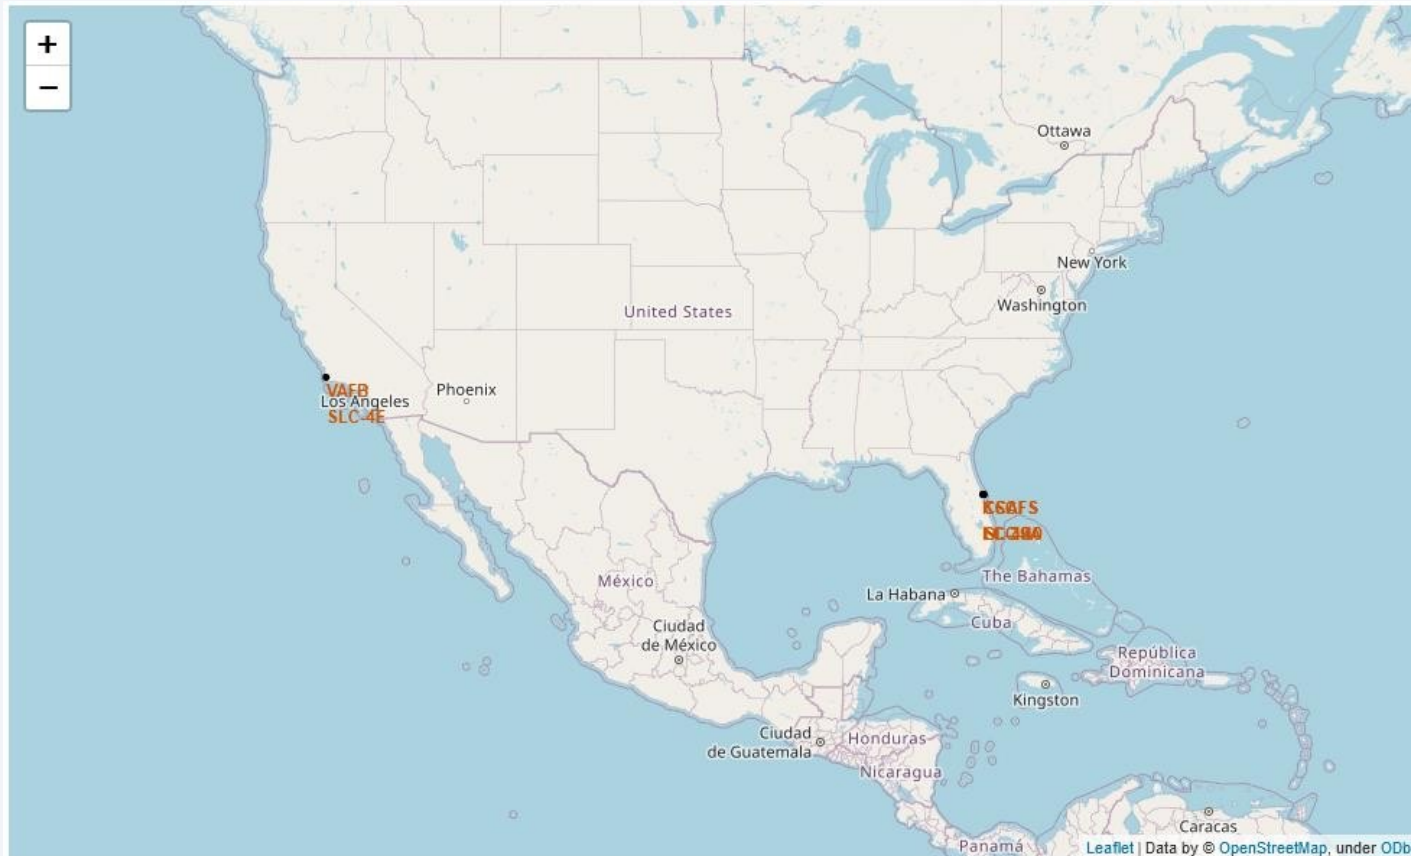 +
−
Ottawa
New York
Washington
United States
VAFB
Los Angeles
SLC-4E
Phoenix
The Bahamas
La Habana
Cuba
México
Ciudad
de México
República
Dominicana
Kingston
Ciudad
de Guatemala
Honduras
Nicaragua
Caracas
Panamá
Leaflet | Data by © OpenStreetMap, under ODb